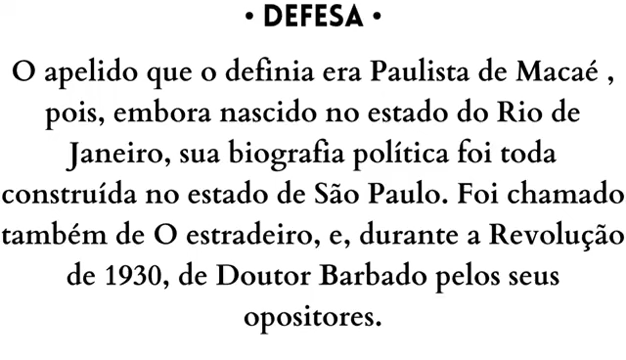 • DEFESA •
O apelido que o definia era Paulista de Macaé ,
pois, embora nascido no estado do Rio de
Janeiro, sua biografia política foi toda
construída no estado de São Paulo. Foi chamado
também de O estradeiro, e, durante a Revolução
de 1930, de Doutor Barbado pelos seus
opositores.